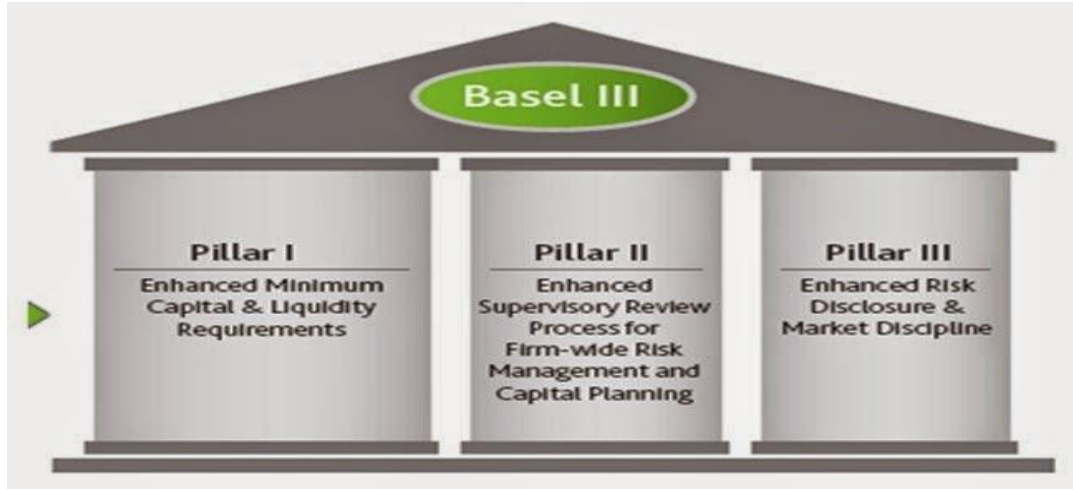 Basel III
Pillar I
Enhanced Minimum
Capital & Liquidity
Requirements
Pillar II
Enhanced
Supervisory Review
Process for
Firm-wide Risk
Management and
Capital Planning
Pillar III
Enhanced Risk
Disclosure &
Market Discipline